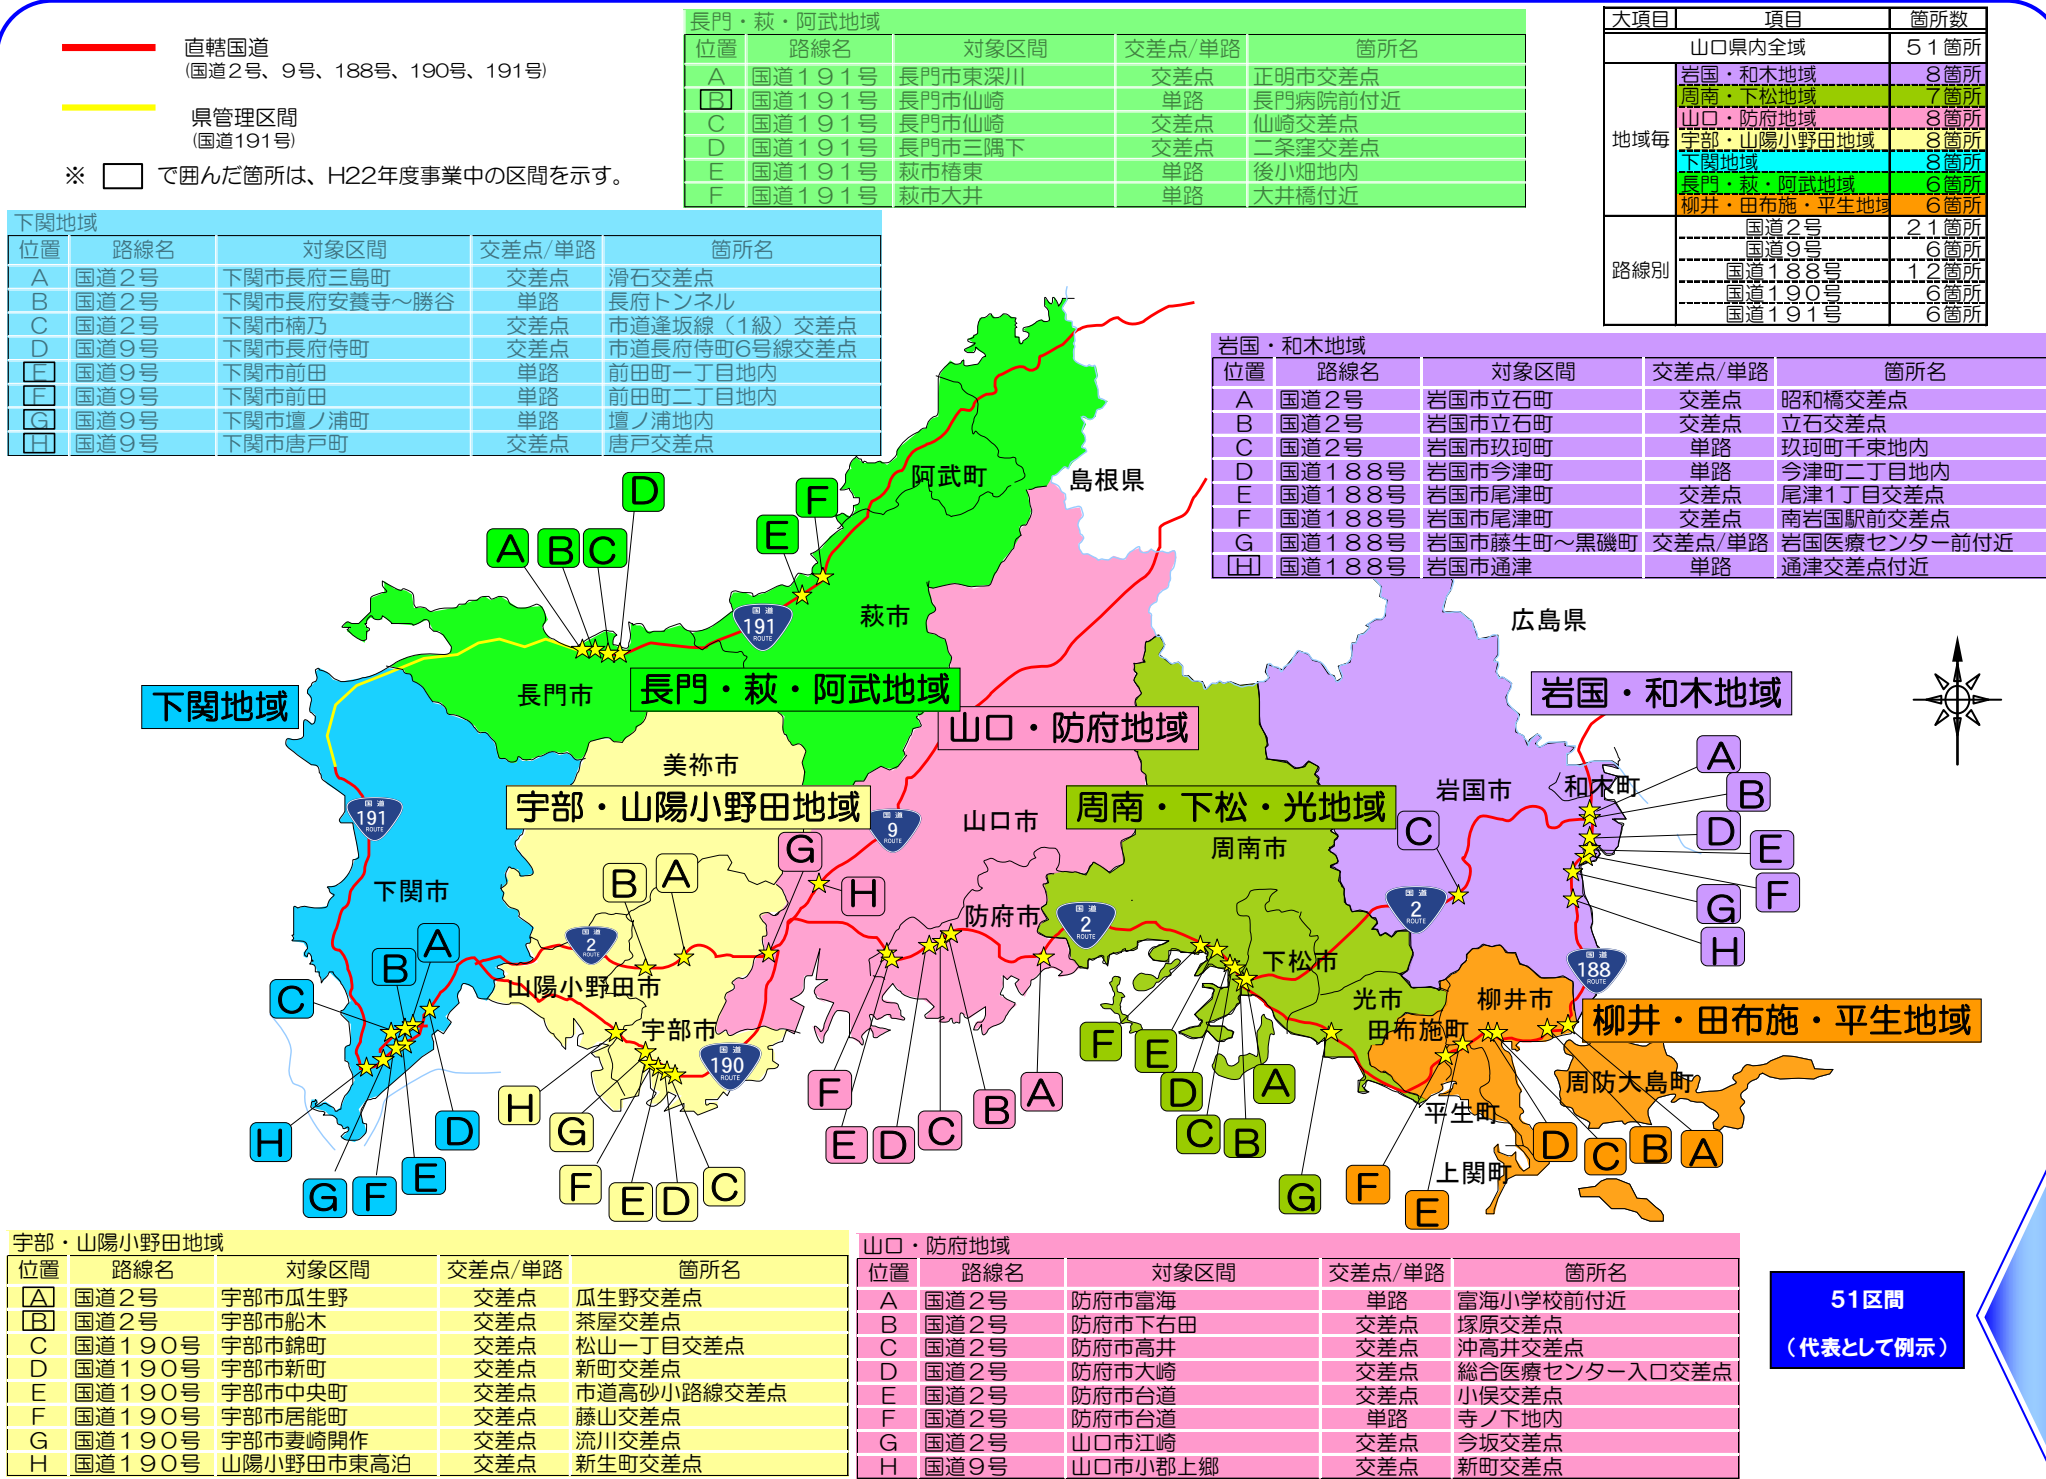 直轄国道
(国道2号、9号、188号、190号、191号)
県管理区間
(国道191号)
※ で囲んだ箇所は、H22年度事業中の区間を示す。
長門・萩・阿武地域
位置 路線名 対象区間 交差点/単路 箇所名
A 国道191号 長門市東深川 交差点 正明市交差点
B 国道191号 長門市仙崎 単路 長門病院前付近
C 国道191号 長門市仙崎 交差点 仙崎交差点
D 国道191号 長門市三隅下 交差点 二条窪交差点
E 国道191号 萩市椿東 単路 後小畑地内
F 国道191号 萩市大井 単路 大井橋付近
大項目 項目 箇所数
山口県内全域 51箇所
地域毎
岩国・和木地域 8箇所
周南・下松地域 7箇所
山口・防府地域 8箇所
宇部・山陽小野田地域 8箇所
下関地域 8箇所
長門・萩・阿武地域 6箇所
柳井・田布施・平生地域 6箇所
路線別
国道2号 21箇所
国道9号 6箇所
国道188号 12箇所
国道190号 6箇所
国道191号 6箇所
下関地域
位置 路線名 対象区間 交差点/単路 箇所名
A 国道2号 下関市長府三島町 交差点 滑石交差点
B 国道2号 下関市長府安養寺～勝谷 単路 長府トンネル
C 国道2号 下関市楠乃 交差点 市道逢坂線（1級）交差点
D 国道9号 下関市長府侍町 交差点 市道長府侍町6号線交差点
E 国道9号 下関市前田 単路 前田町一丁目地内
F 国道9号 下関市前田 単路 前田町二丁目地内
G 国道9号 下関市壇ノ浦町 単路 壇ノ浦地内
H 国道9号 下関市唐戸町 交差点 唐戸交差点
岩国・和木地域
位置 路線名 対象区間 交差点/単路 箇所名
A 国道2号 岩国市立石町 交差点 昭和橋交差点
B 国道2号 岩国市立石町 交差点 立石交差点
C 国道2号 岩国市玖珂町 単路 玖珂町千束地内
D 国道188号 岩国市今津町 単路 今津町二丁目地内
E 国道188号 岩国市尾津町 交差点 尾津1丁目交差点
F 国道188号 岩国市尾津町 交差点 南岩国駅前交差点
G 国道188号 岩国市藤生町～黒磯町 交差点/単路 岩国医療センター前付近
H 国道188号 岩国市通津 単路 通津交差点付近
阿武町
島根県
D
F
E
A B C
国道
191
ROUTE
萩市
広島県
長門市
長門・萩・阿武地域
下関地域
岩国・和木地域
山口・防府地域
美祢市
宇部・山陽小野田地域
周南・下松・光地域
岩国市
和木町
国道
191
ROUTE
国道
9
ROUTE
山口市
周南市
下関市
防府市
下松市
A
B
D
E
F
G
H
C
G
H
B A
国道
2
ROUTE
国道
2
ROUTE
国道
2
ROUTE
国道
188
ROUTE
A
B
C
山陽小野田市
宇部市
国道
190
ROUTE
光市
柳井市
田布施町
柳井・田布施・平生地域
周防大島町
平生町
上関町
H
G F E
D
H
G
F E D C
F
E D C B A
F E D
C B
A
G
F
E
D C B A
宇部・山陽小野田地域
位置 路線名 対象区間 交差点/単路 箇所名
A 国道2号 宇部市瓜生野 交差点 瓜生野交差点
B 国道2号 宇部市船木 交差点 茶屋交差点
C 国道190号 宇部市錦町 交差点 松山一丁目交差点
D 国道190号 宇部市新町 交差点 新町交差点
E 国道190号 宇部市中央町 交差点 市道高砂小路線交差点
F 国道190号 宇部市居能町 交差点 藤山交差点
G 国道190号 宇部市妻崎開作 交差点 流川交差点
H 国道190号 山陽小野田市東高泊 交差点 新生町交差点
山口・防府地域
位置 路線名 対象区間 交差点/単路 箇所名
A 国道2号 防府市富海 単路 富海小学校前付近
B 国道2号 防府市下右田 交差点 塚原交差点
C 国道2号 防府市高井 交差点 沖高井交差点
D 国道2号 防府市大崎 交差点 総合医療センター入口交差点
E 国道2号 防府市台道 交差点 小俣交差点
F 国道2号 防府市台道 単路 寺ノ下地内
G 国道2号 山口市江崎 交差点 今坂交差点
H 国道9号 山口市小郡上郷 交差点 新町交差点
51区間
（代表として例示）